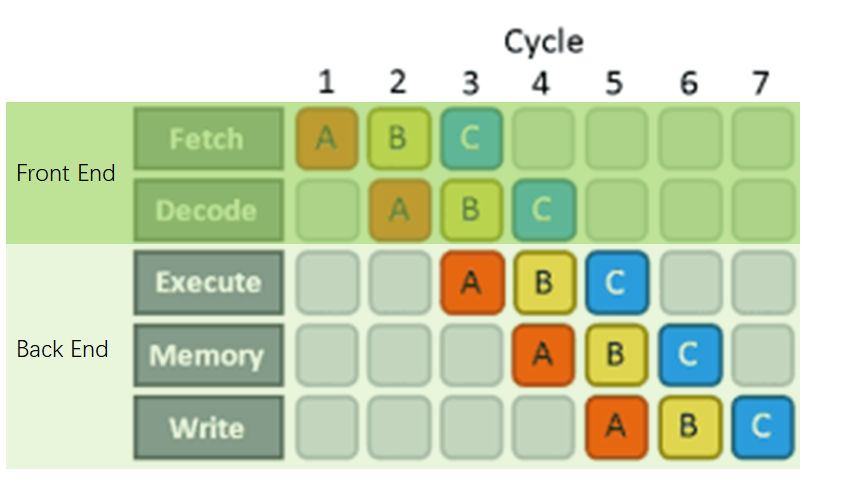 Cycle
1 2 3 4 5 6 7
Front End
Fetch A B C
Decode A B C
Back End
Execute A B C
Memory A B C
Write A B C